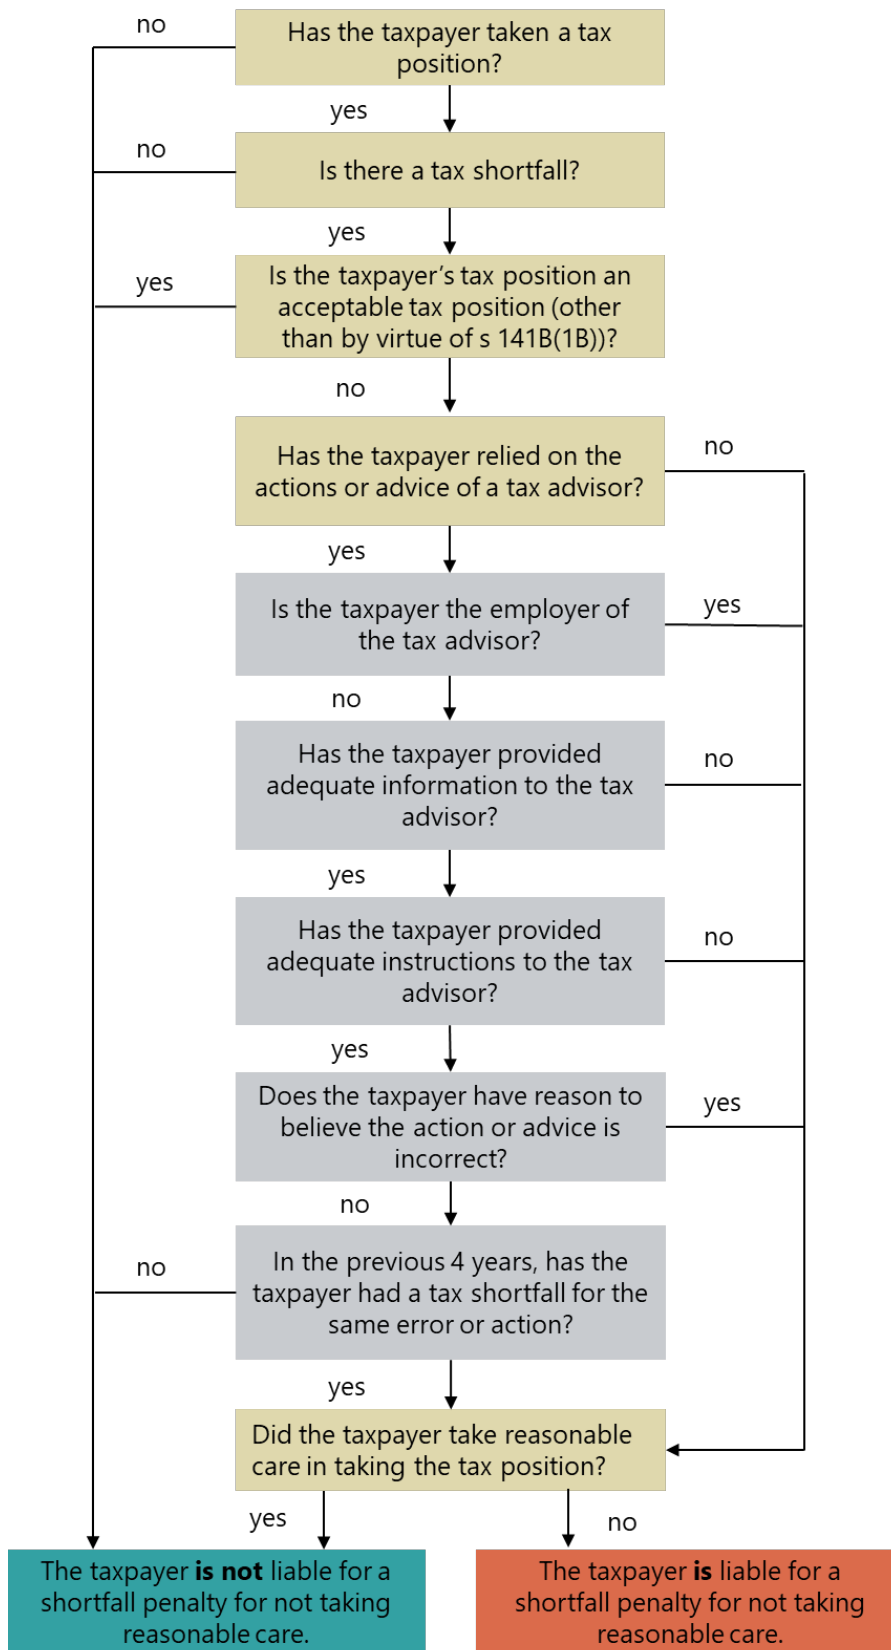 no
Has the taxpayer taken a tax
position?
yes
no
Is there a tax shortfall?
yes
yes
Is the taxpayer's tax position an
acceptable tax position (other
than by virtue of s 141B(1B))?
no
Has the taxpayer relied on the
actions or advice of a tax advisor?
no
yes
Is the taxpayer the employer of
the tax advisor?
yes
no
Has the taxpayer provided
adequate information to the tax
advisor?
no
yes
Has the taxpayer provided
adequate instructions to the tax
advisor?
no
yes
Does the taxpayer have reason to
believe the action or advice is
incorrect?
yes
no
no
In the previous 4 years, has the
taxpayer had a tax shortfall for the
same error or action?
yes
Did the taxpayer take reasonable
care in taking the tax position?
yes
no
The taxpayer is not liable for a
shortfall penalty for not taking
reasonable care.
The taxpayer is liable for a
shortfall penalty for not taking
reasonable care.